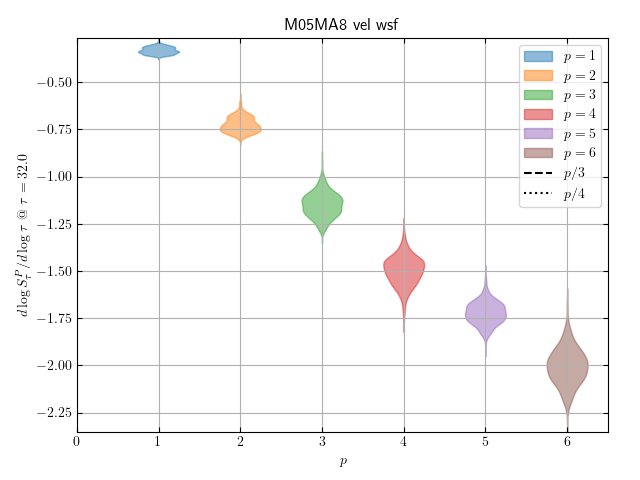 M05MA8 vel wsf
d log S_τ^p / d log τ @ τ = 32.0
−0.50
−0.75
−1.00
−1.25
−1.50
−1.75
−2.00
−2.25
p = 1
p = 2
p = 3
p = 4
p = 5
p = 6
p/3
p/4
0 1 2 3 4 5 6
p